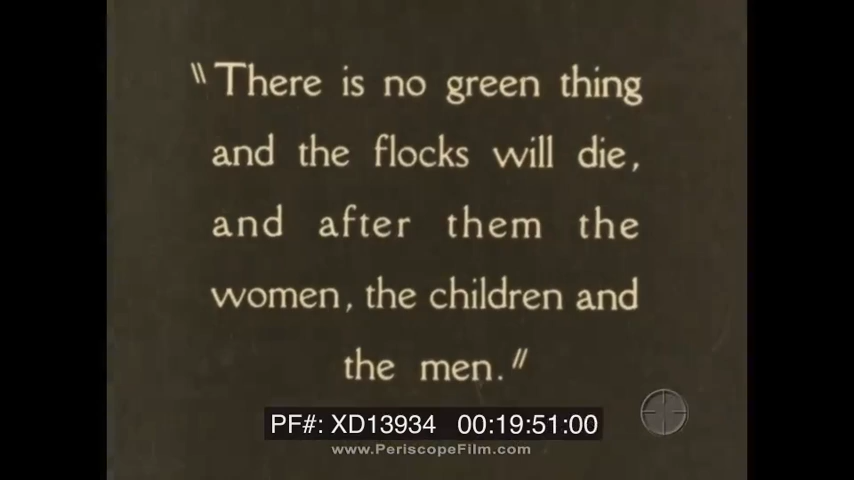 "There is no green thing
and the flocks will die,
and after them the
women, the children and
the men."
PF#: XD13934 00:19:51:00
www.PeriscopeFilm.com